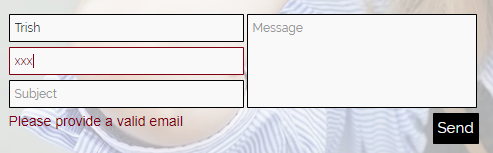 Trish
Message
xxx
Subject
Please provide a valid email
Send